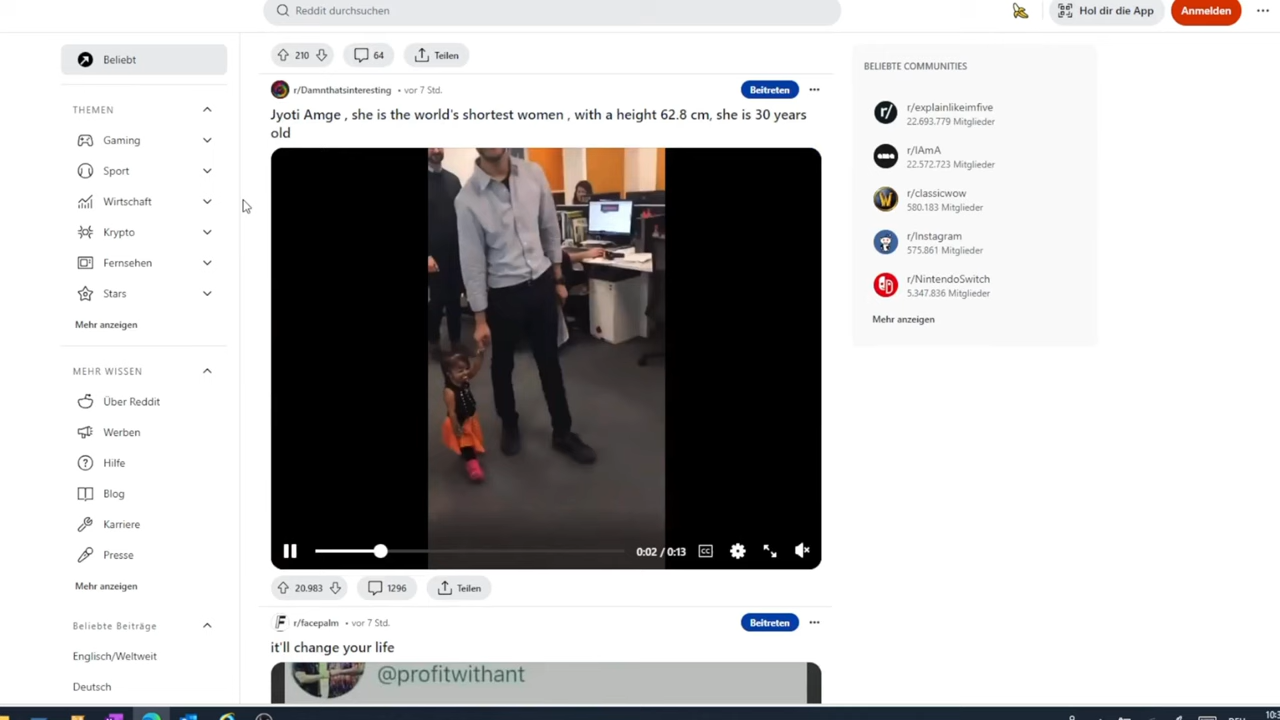 Reddit durchsuchen
Hol dir die App
Anmelden
Beliebt
THEMEN
Gaming
Sport
Wirtschaft
Krypto
Fernsehen
Stars
Mehr anzeigen
MEHR WISSEN
Über Reddit
Werben
Hilfe
Blog
Karriere
Presse
Mehr anzeigen
Beliebte Beiträge
Englisch/Weltweit
Deutsch
210
64
Teilen
r/Damnthatsinteresting • vor 7 Std.
Beitreten
Jyoti Amge , she is the world's shortest women , with a height 62.8 cm, she is 30 years
old
0:02 / 0:13
CC
20.983
1296
Teilen
r/facepalm • vor 7 Std.
Beitreten
it'll change your life
@profitwithant
BELIEBTE COMMUNITIES
r/explainlikeimfive
22.693.779 Mitglieder
r/IAmA
22.572.723 Mitglieder
r/classicwow
580.183 Mitglieder
r/Instagram
575.861 Mitglieder
r/NintendoSwitch
5.347.836 Mitglieder
Mehr anzeigen